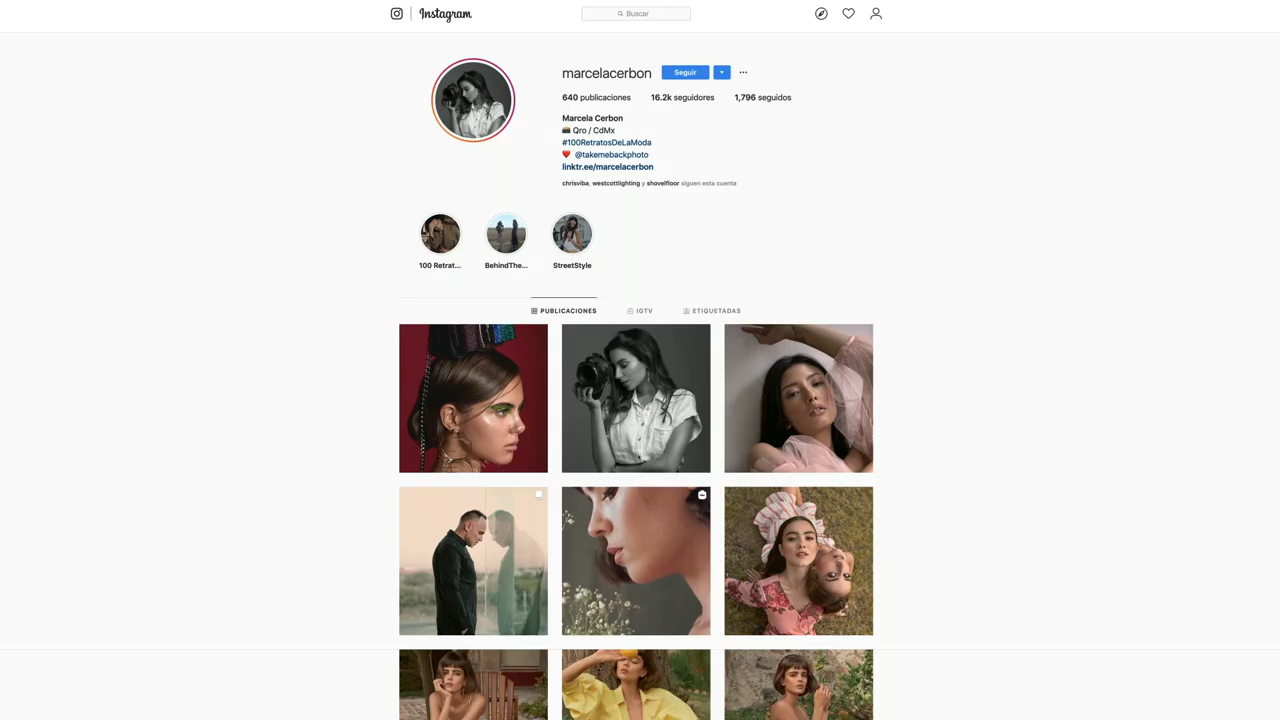 Instagram
Buscar
marcelacerbon Seguir
640 publicaciones 16.2k seguidores 1,796 seguidos
Marcela Cerbon
Qro / CdMx
#100RetratosDeLaModa
@takemebackphoto
linktr.ee/marcelacerbon
chrisviba, westcottlighting y shovelfloor siguen esta cuenta
100 Retrat... BehindThe... StreetStyle
PUBLICACIONES IGTV ETIQUETADAS